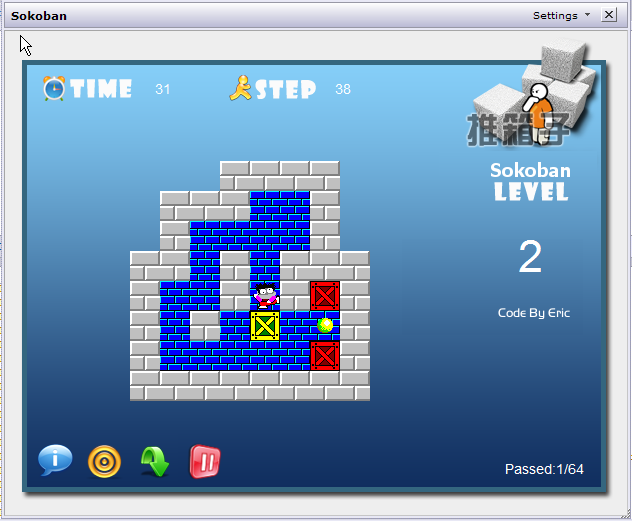 Sokoban
Settings
TIME 31
STEP 38
推箱子
Sokoban
LEVEL
2
Code By Eric
Passed:1/64